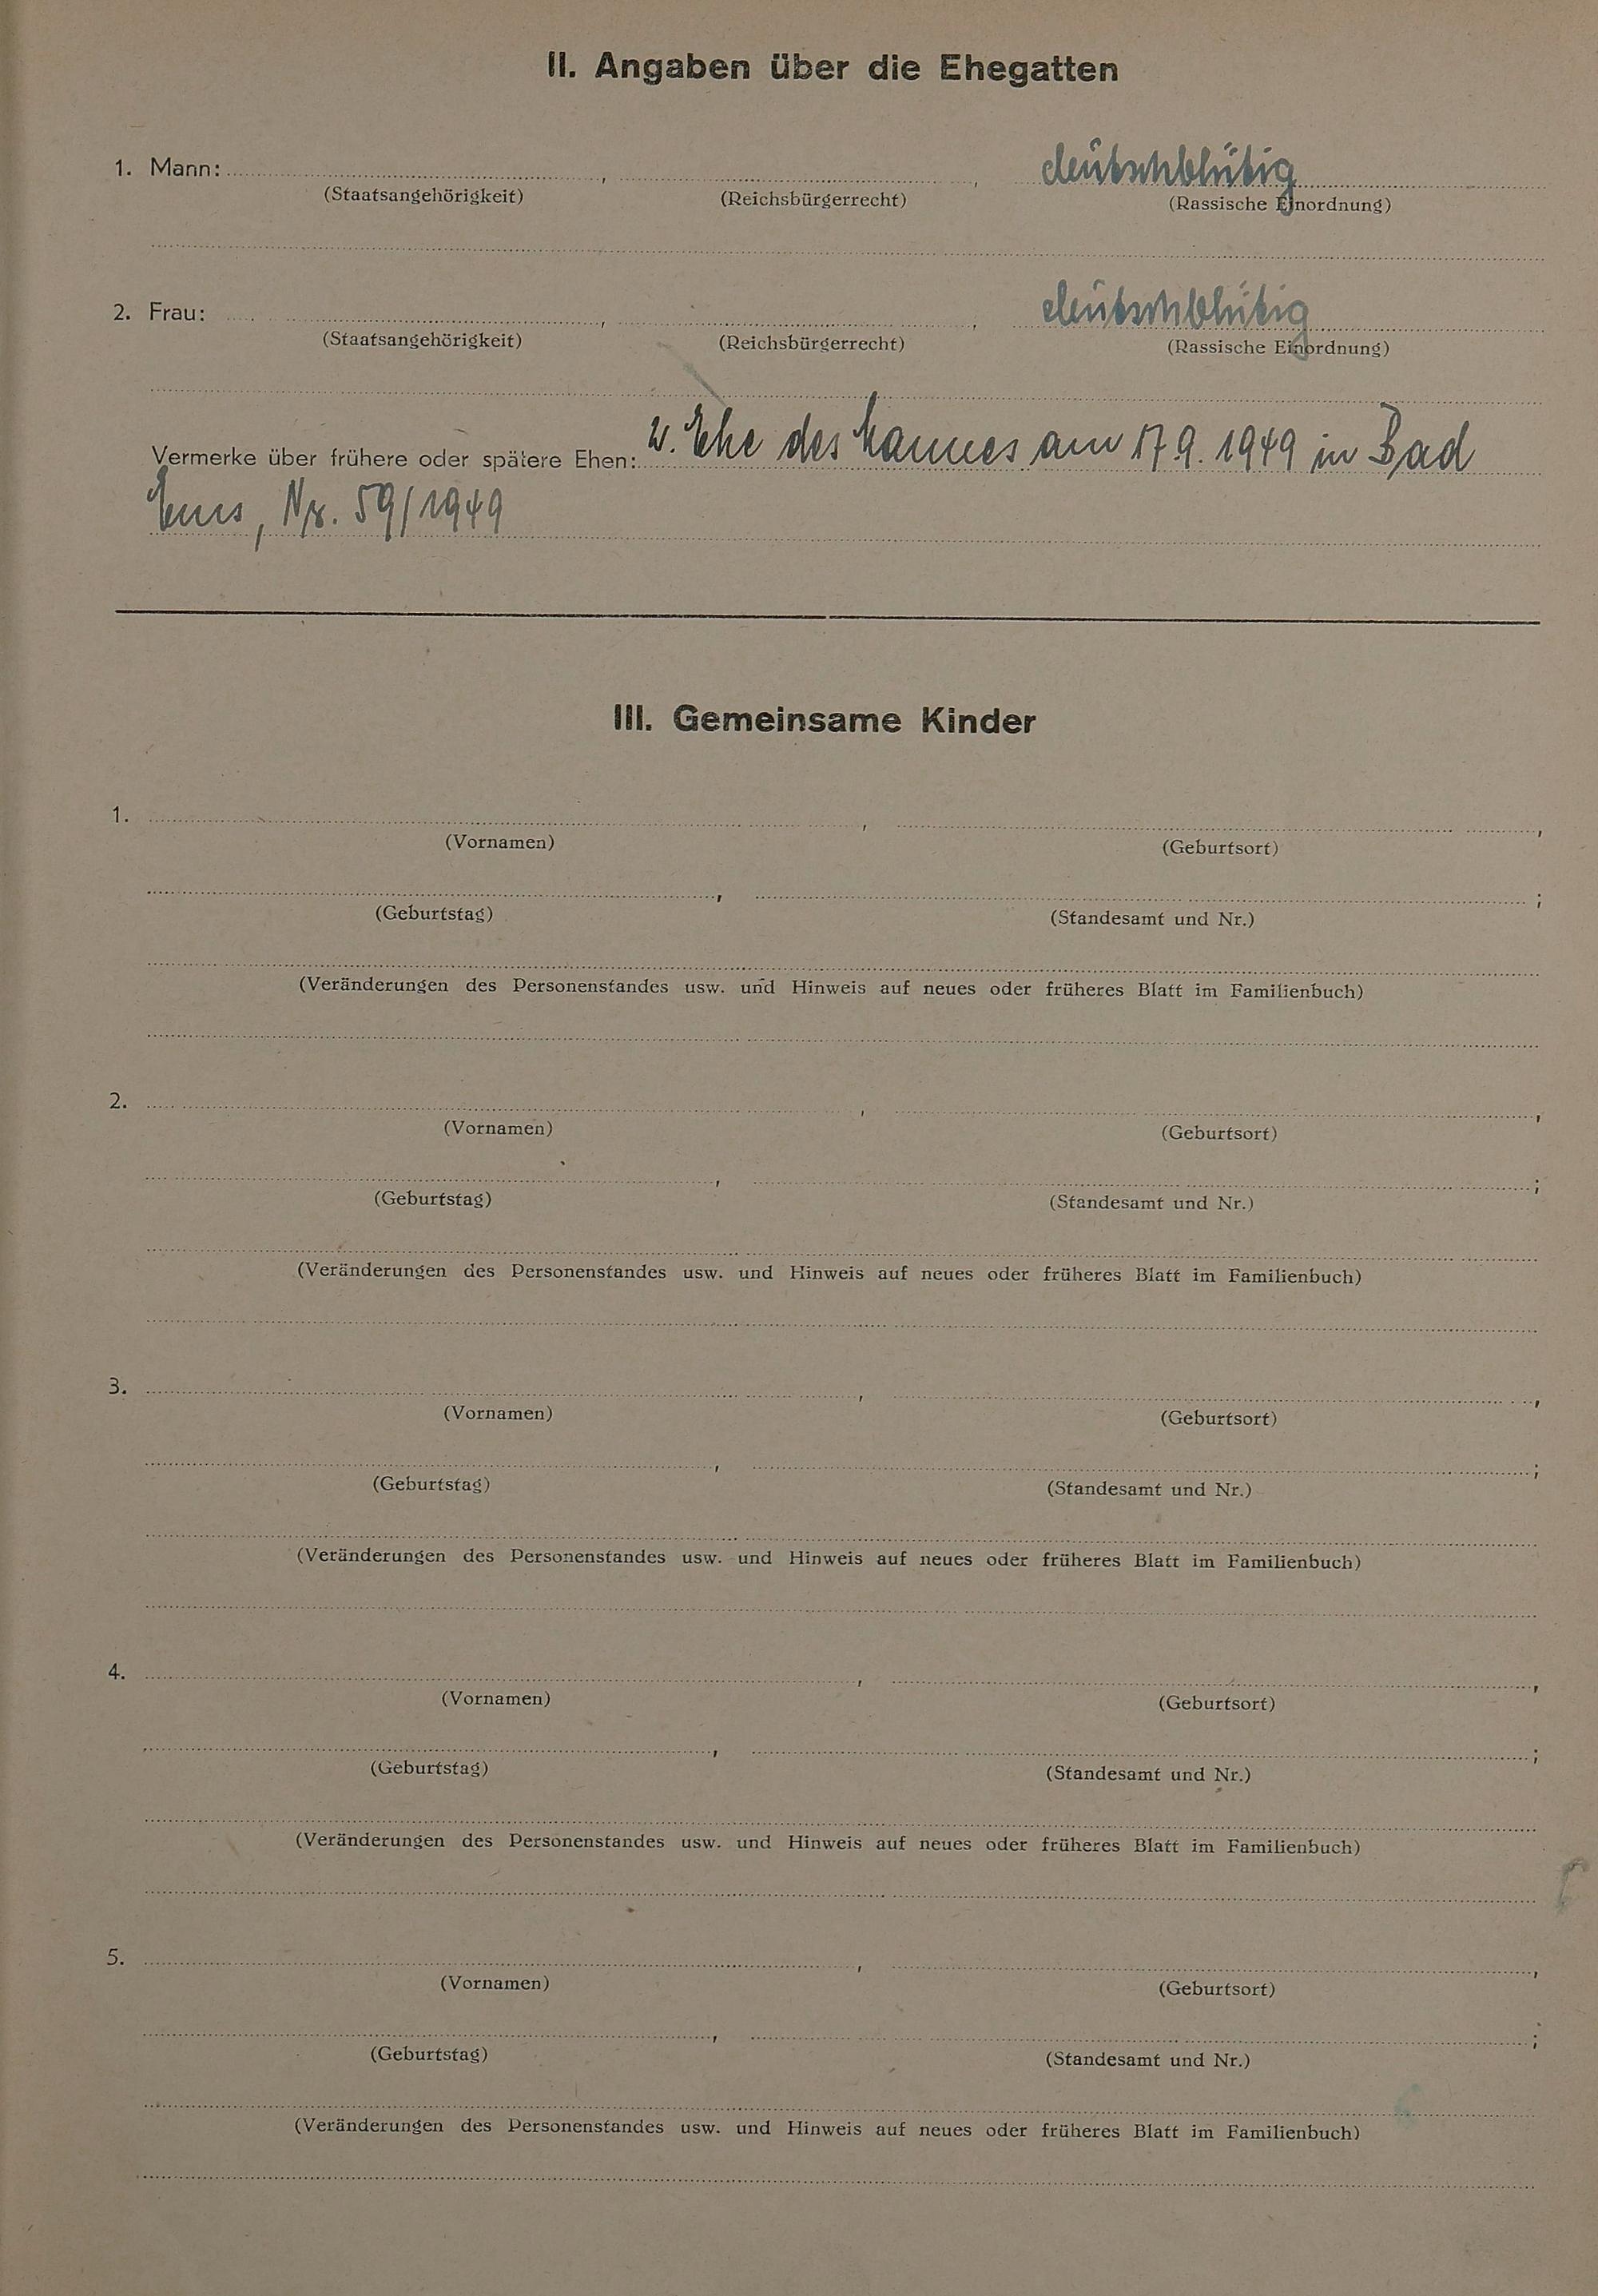 II. Angaben über die Ehegatten
1. Mann: , , deutschblütig
(Staatsangehörigkeit) (Reichsbürgerrecht) (Rassische Einordnung)
2. Frau: , , deutschblütig
(Staatsangehörigkeit) (Reichsbürgerrecht) (Rassische Einordnung)
Vermerke über frühere oder spätere Ehen: w. Ehe des Mannes am 17.9.1949 in Bad
Ems, Nr. 59/1949
III. Gemeinsame Kinder
1. , ,
(Vornamen) (Geburtsort)
, ;
(Geburtstag) (Standesamt und Nr.)
(Veränderungen des Personenstandes usw. und Hinweis auf neues oder früheres Blatt im Familienbuch)
2. , ,
(Vornamen) (Geburtsort)
, ;
(Geburtstag) (Standesamt und Nr.)
(Veränderungen des Personenstandes usw. und Hinweis auf neues oder früheres Blatt im Familienbuch)
3. , ,
(Vornamen) (Geburtsort)
, ;
(Geburtstag) (Standesamt und Nr.)
(Veränderungen des Personenstandes usw. und Hinweis auf neues oder früheres Blatt im Familienbuch)
4. , ,
(Vornamen) (Geburtsort)
, ;
(Geburtstag) (Standesamt und Nr.)
(Veränderungen des Personenstandes usw. und Hinweis auf neues oder früheres Blatt im Familienbuch)
5. , ,
(Vornamen) (Geburtsort)
, ;
(Geburtstag) (Standesamt und Nr.)
(Veränderungen des Personenstandes usw. und Hinweis auf neues oder früheres Blatt im Familienbuch)